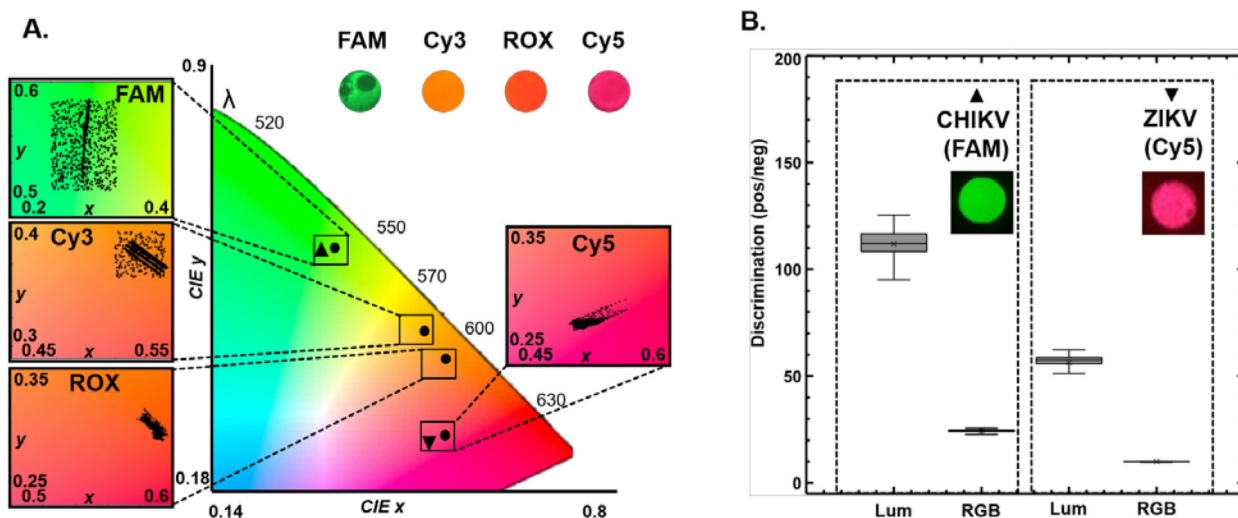 A.
FAM Cy3 ROX Cy5
0.9
λ
520
550
570
600
630
CIE y
0.18
0.14
CIE x
0.8
0.6
FAM
y
0.5
0.2
x
0.4
0.4
Cy3
y
0.3
0.45
x
0.55
0.35
ROX
y
0.25
0.5
x
0.6
0.35
Cy5
y
0.25
0.45
x
0.6
B.
Discrimination (pos/neg)
200
150
100
50
0
CHIKV
(FAM)
ZIKV
(Cy5)
Lum RGB Lum RGB